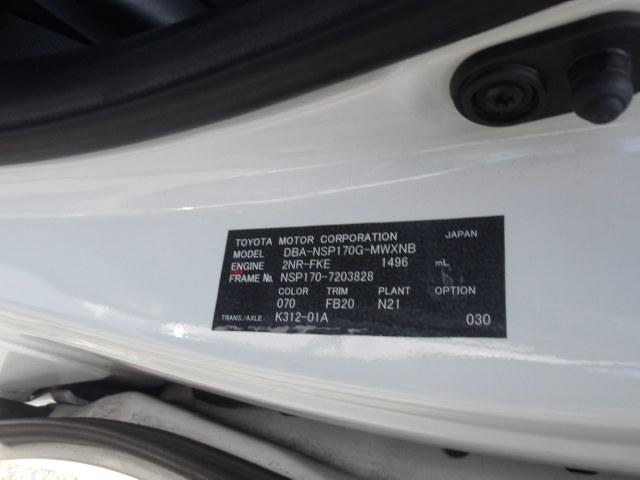 TOYOTA MOTOR CORPORATION JAPAN
MODEL DBA-NSP170G-MWXNB
ENGINE 2NR-FKE 1496 mL
FRAME No. NSP170-7203828
COLOR TRIM PLANT OPTION
070 FB20 N21
TRANS./AXLE. K312-01A 030